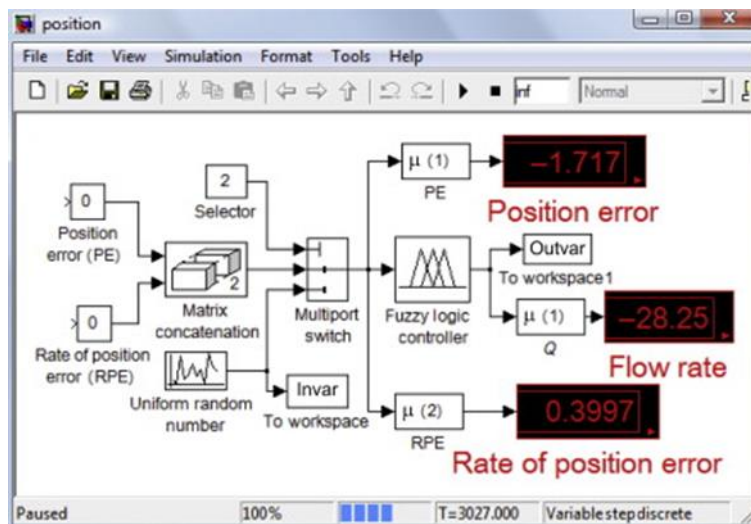 position
File Edit View Simulation Format Tools Help
inf Normal
μ (1)
PE
−1.717
Position error
2
Selector
0
Position
error (PE)
2
Matrix
concatenation
Multiport
switch
Fuzzy logic
controller
Outvar
To workspace1
μ (1)
Q
−28.25
Flow rate
0
Rate of position
error (RPE)
Uniform random
number
Invar
To workspace
μ (2)
RPE
0.3997
Rate of position error
Paused 100% T=3027.000 Variable step discrete